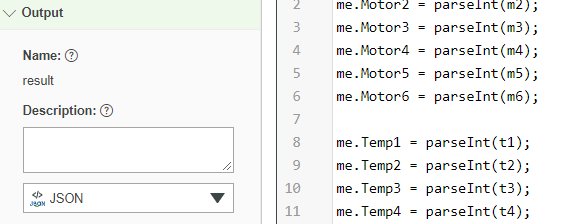 Output
Name:
result
Description:
JSON
2 me.Motor2 = parseInt(m2);
3 me.Motor3 = parseInt(m3);
4 me.Motor4 = parseInt(m4);
5 me.Motor5 = parseInt(m5);
6 me.Motor6 = parseInt(m6);
7
8 me.Temp1 = parseInt(t1);
9 me.Temp2 = parseInt(t2);
10 me.Temp3 = parseInt(t3);
11 me.Temp4 = parseInt(t4);